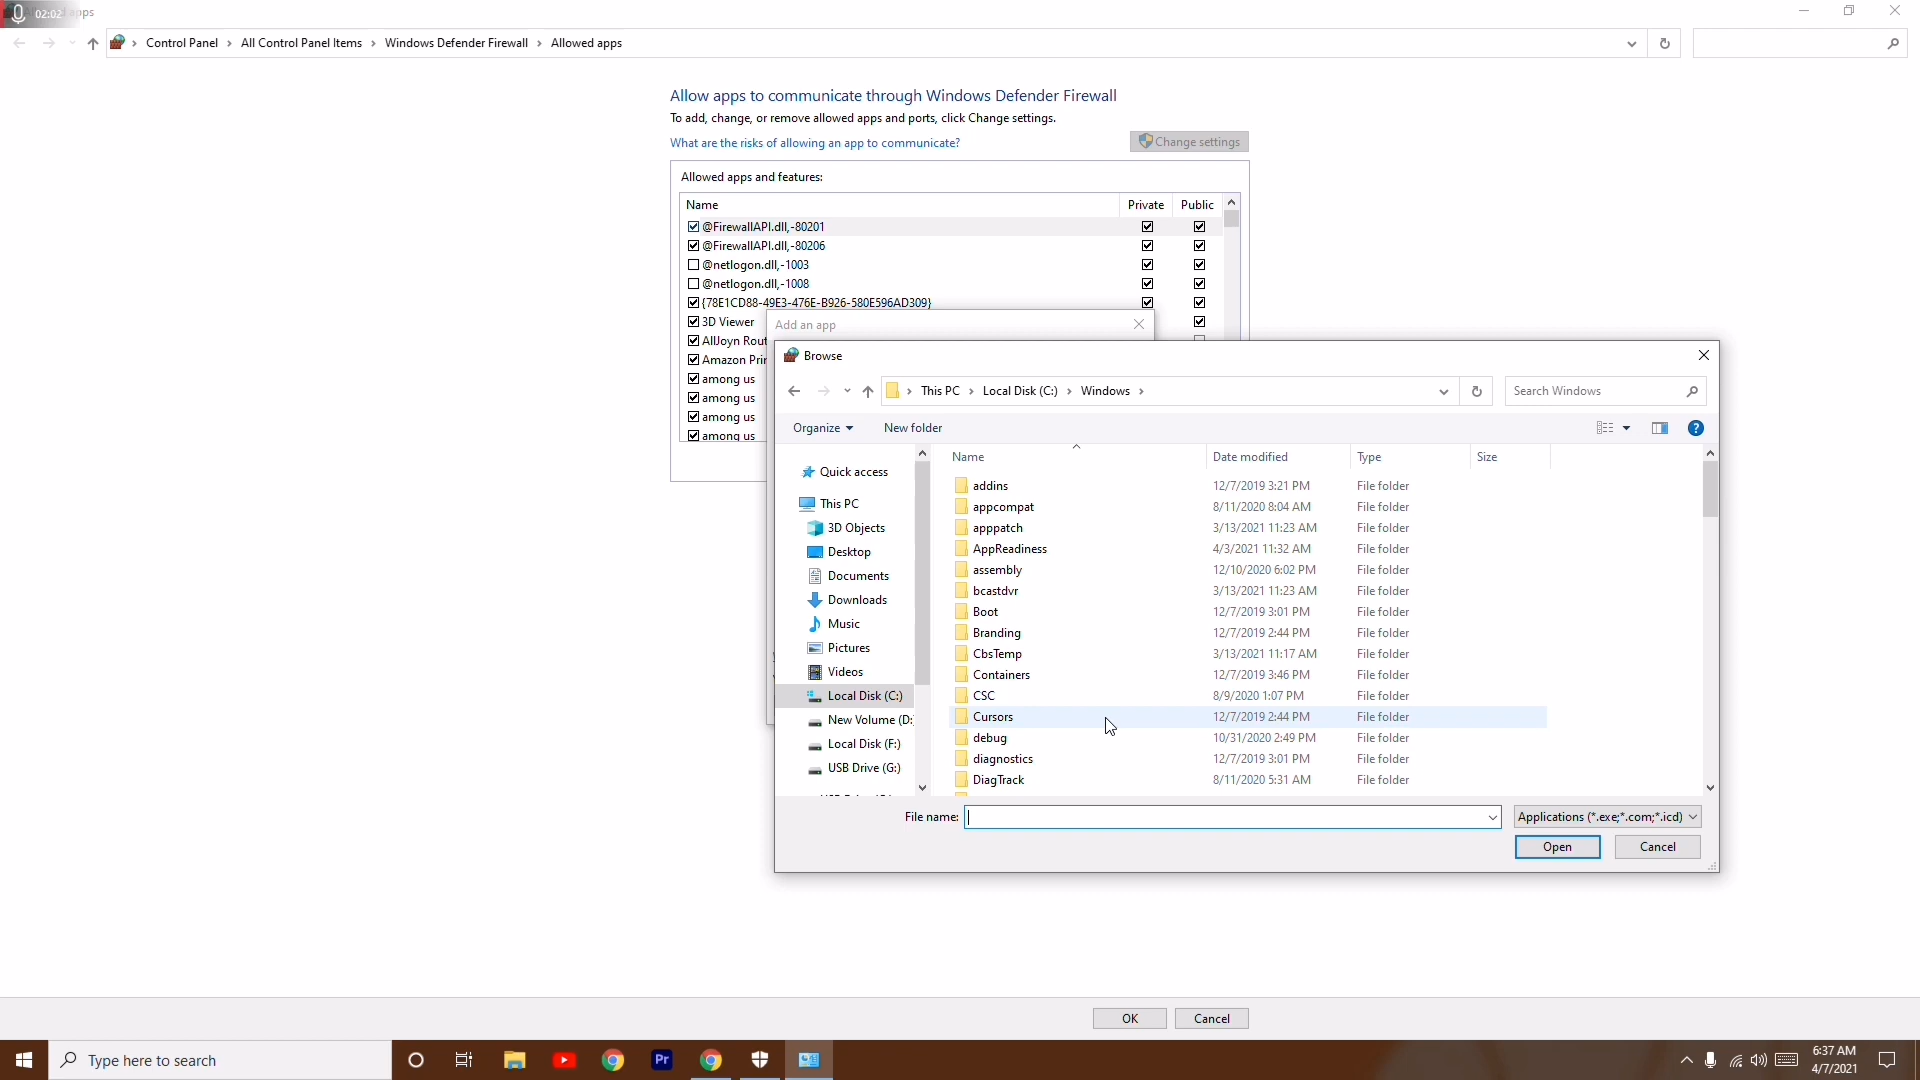 02:02
pps
Control Panel
All Control Panel Items
Windows Defender Firewall
Allowed apps
Allow apps to communicate through Windows Defender Firewall
To add, change, or remove allowed apps and ports, click Change settings.
What are the risks of allowing an app to communicate?
Change settings
Allowed apps and features:
Name Private Public
@FirewallAPI.dll,-80201
@FirewallAPI.dll,-80206
@netlogon.dll,-1003
@netlogon.dll,-1008
{78E1CD88-49E3-476E-B926-580E596AD309}
3D Viewer
AllJoyn Rout
Amazon Prin
among us
among us
among us
among us
Add an app
Browse
This PC
Local Disk (C:)
Windows
Search Windows
Organize
New folder
Quick access
This PC
3D Objects
Desktop
Documents
Downloads
Music
Pictures
Videos
Local Disk (C:)
New Volume (D:
Local Disk (F:)
USB Drive (G:)
Name Date modified Type Size
addins 12/7/2019 3:21 PM File folder
appcompat 8/11/2020 8:04 AM File folder
apppatch 3/13/2021 11:23 AM File folder
AppReadiness 4/3/2021 11:32 AM File folder
assembly 12/10/2020 6:02 PM File folder
bcastdvr 3/13/2021 11:23 AM File folder
Boot 12/7/2019 3:01 PM File folder
Branding 12/7/2019 2:44 PM File folder
CbsTemp 3/13/2021 11:17 AM File folder
Containers 12/7/2019 3:46 PM File folder
CSC 8/9/2020 1:07 PM File folder
Cursors 12/7/2019 2:44 PM File folder
debug 10/31/2020 2:49 PM File folder
diagnostics 12/7/2019 3:01 PM File folder
DiagTrack 8/11/2020 5:31 AM File folder
File name:
Applications (*.exe;*.com;*.icd)
Open
Cancel
OK
Cancel
Type here to search
Pr
6:37 AM
4/7/2021